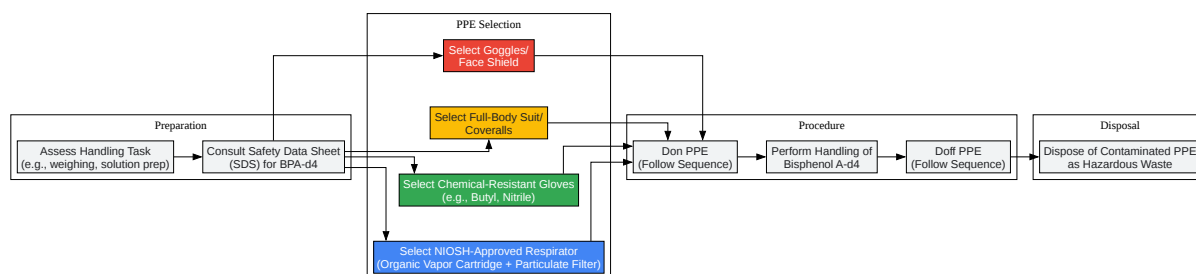 PPE Selection
Select Goggles/
Face Shield
Select Full-Body Suit/
Coveralls
Preparation
Procedure
Disposal
Assess Handling Task
(e.g., weighing, solution prep)
Consult Safety Data Sheet
(SDS) for BPA-d4
Don PPE
(Follow Sequence)
Perform Handling of
Bisphenol A-d4
Doff PPE
(Follow Sequence)
Dispose of Contaminated PPE
as Hazardous Waste
Select Chemical-Resistant Gloves
(e.g., Butyl, Nitrile)
Select NIOSH-Approved Respirator
(Organic Vapor Cartridge + Particulate Filter)